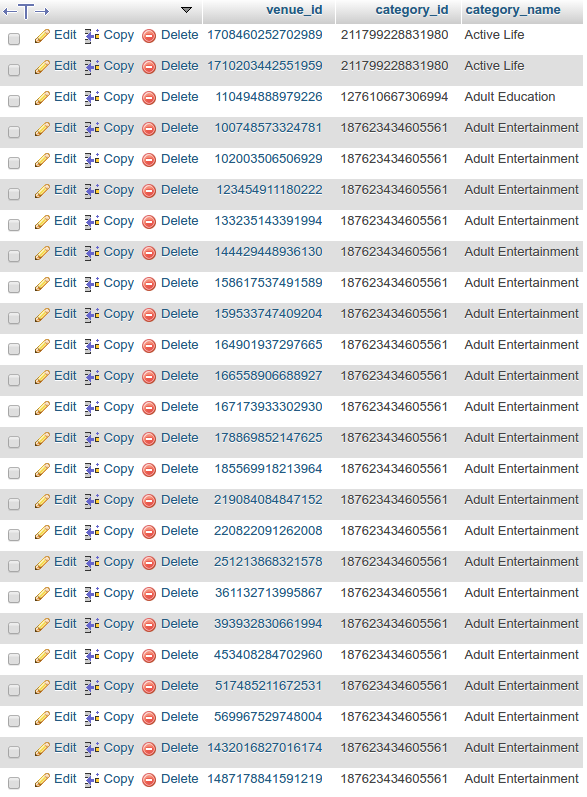 venue_id category_id category_name
Edit Copy Delete 1708460252702989 211799228831980 Active Life
Edit Copy Delete 1710203442551959 211799228831980 Active Life
Edit Copy Delete 110494888979226 127610667306994 Adult Education
Edit Copy Delete 100748573324781 187623434605561 Adult Entertainment
Edit Copy Delete 102003506506929 187623434605561 Adult Entertainment
Edit Copy Delete 123454911180222 187623434605561 Adult Entertainment
Edit Copy Delete 133235143391994 187623434605561 Adult Entertainment
Edit Copy Delete 144429448936130 187623434605561 Adult Entertainment
Edit Copy Delete 158617537491589 187623434605561 Adult Entertainment
Edit Copy Delete 159533747409204 187623434605561 Adult Entertainment
Edit Copy Delete 164901937297665 187623434605561 Adult Entertainment
Edit Copy Delete 166558906688927 187623434605561 Adult Entertainment
Edit Copy Delete 167173933302930 187623434605561 Adult Entertainment
Edit Copy Delete 178869852147625 187623434605561 Adult Entertainment
Edit Copy Delete 185569918213964 187623434605561 Adult Entertainment
Edit Copy Delete 219084084847152 187623434605561 Adult Entertainment
Edit Copy Delete 220822091262008 187623434605561 Adult Entertainment
Edit Copy Delete 251213868321578 187623434605561 Adult Entertainment
Edit Copy Delete 361132713995867 187623434605561 Adult Entertainment
Edit Copy Delete 393932830661994 187623434605561 Adult Entertainment
Edit Copy Delete 453408284702960 187623434605561 Adult Entertainment
Edit Copy Delete 517485211672531 187623434605561 Adult Entertainment
Edit Copy Delete 569967529748004 187623434605561 Adult Entertainment
Edit Copy Delete 1432016827016174 187623434605561 Adult Entertainment
Edit Copy Delete 1487178841591219 187623434605561 Adult Entertainment